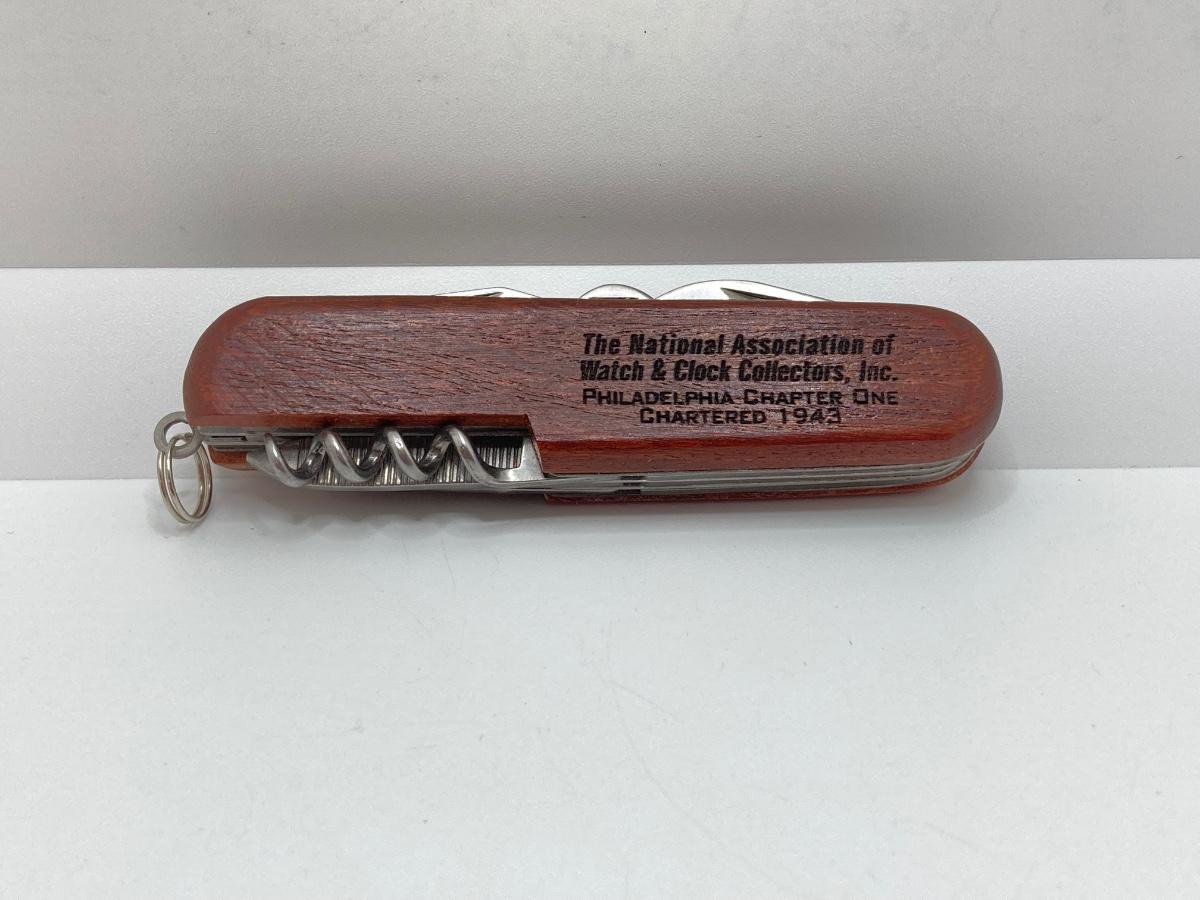 The National Association of
Watch & Clock Collectors, Inc.
PHILADELPHIA CHAPTER ONE
CHARTERED 1943